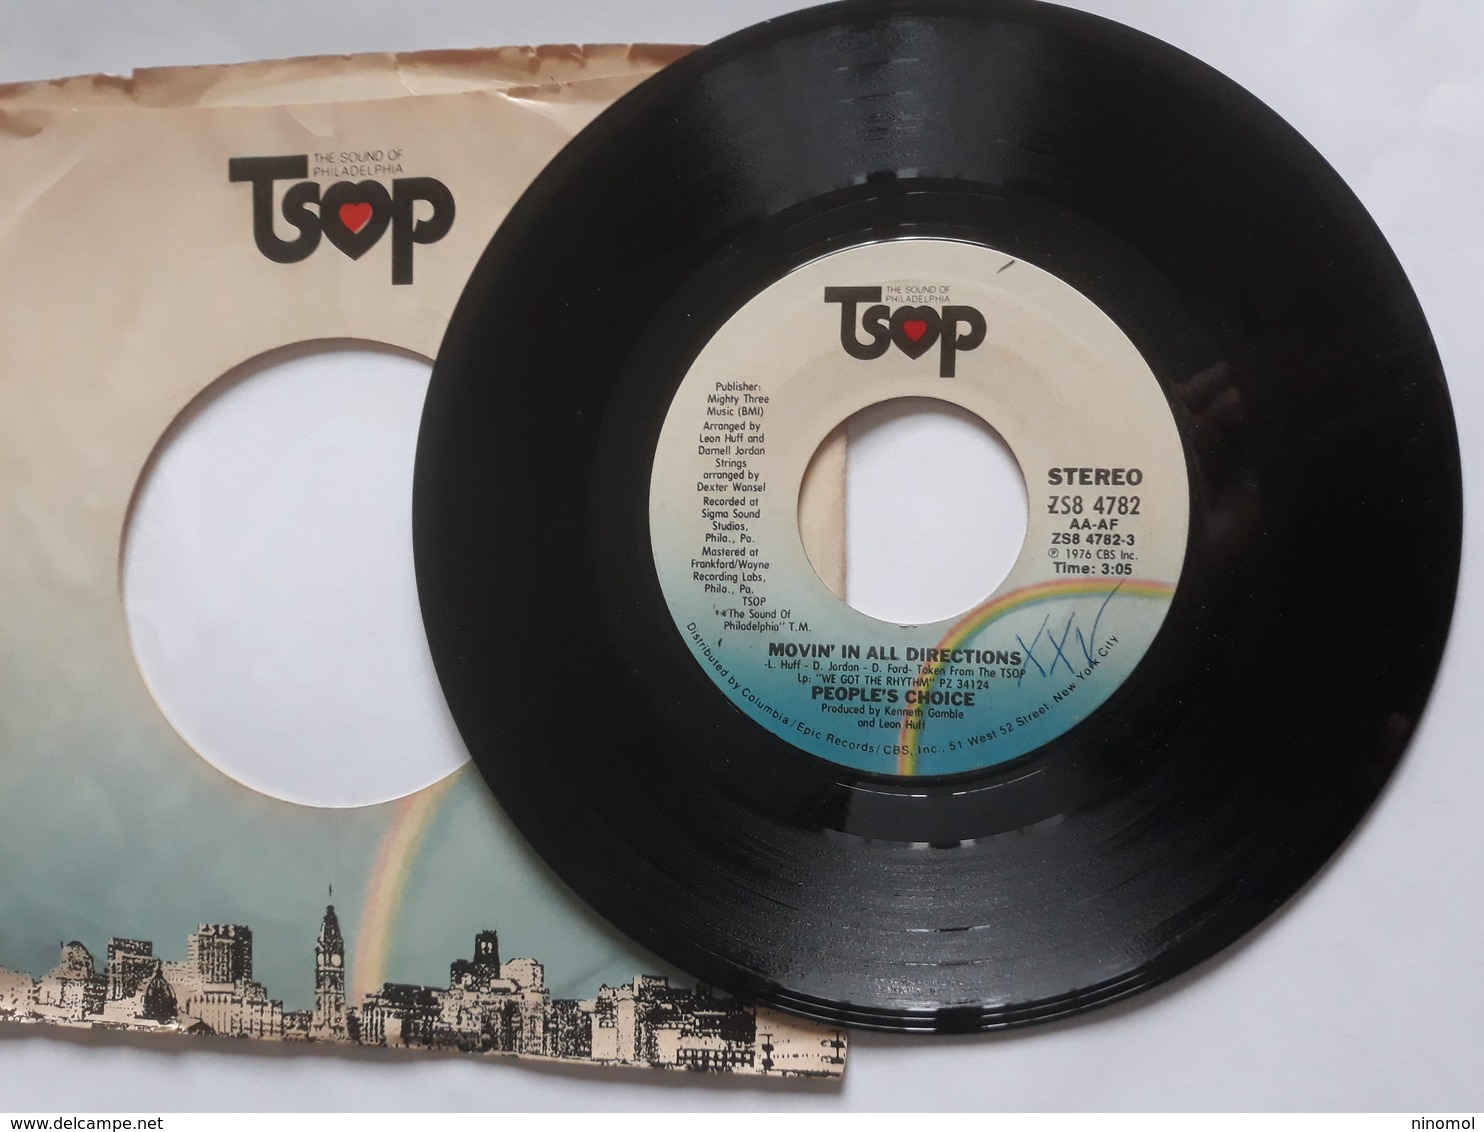 THE SOUND OF
PHILADELPHIA
TSOP
THE SOUND OF
PHILADELPHIA
TSOP
Publisher:
Mighty Three
Music (BMI)
Arranged by
Leon Huff and
Darnell Jordan
Strings
arranged by
Dexter Wansel
Recorded at
Sigma Sound
Studios,
Phila., Pa.
Mastered at
Frankford/Wayne
Recording Labs,
Phila., Pa.
TSOP
"The Sound Of
Philadelphia" T.M.
STEREO
ZS8 4782
AA-AF
ZS8 4782-3
℗ 1976 CBS Inc.
Time: 3:05
XXV
MOVIN' IN ALL DIRECTIONS
-L. Huff - D. Jordan - D. Ford- Taken From The TSOP
Lp: "WE GOT THE RHYTHM" PZ 34124
PEOPLE'S CHOICE
Produced by Kenneth Gamble
and Leon Huff
Distributed by Columbia/Epic Records/CBS, Inc., 51 West 52 Street, New York City
www.delcampe.net
ninomol